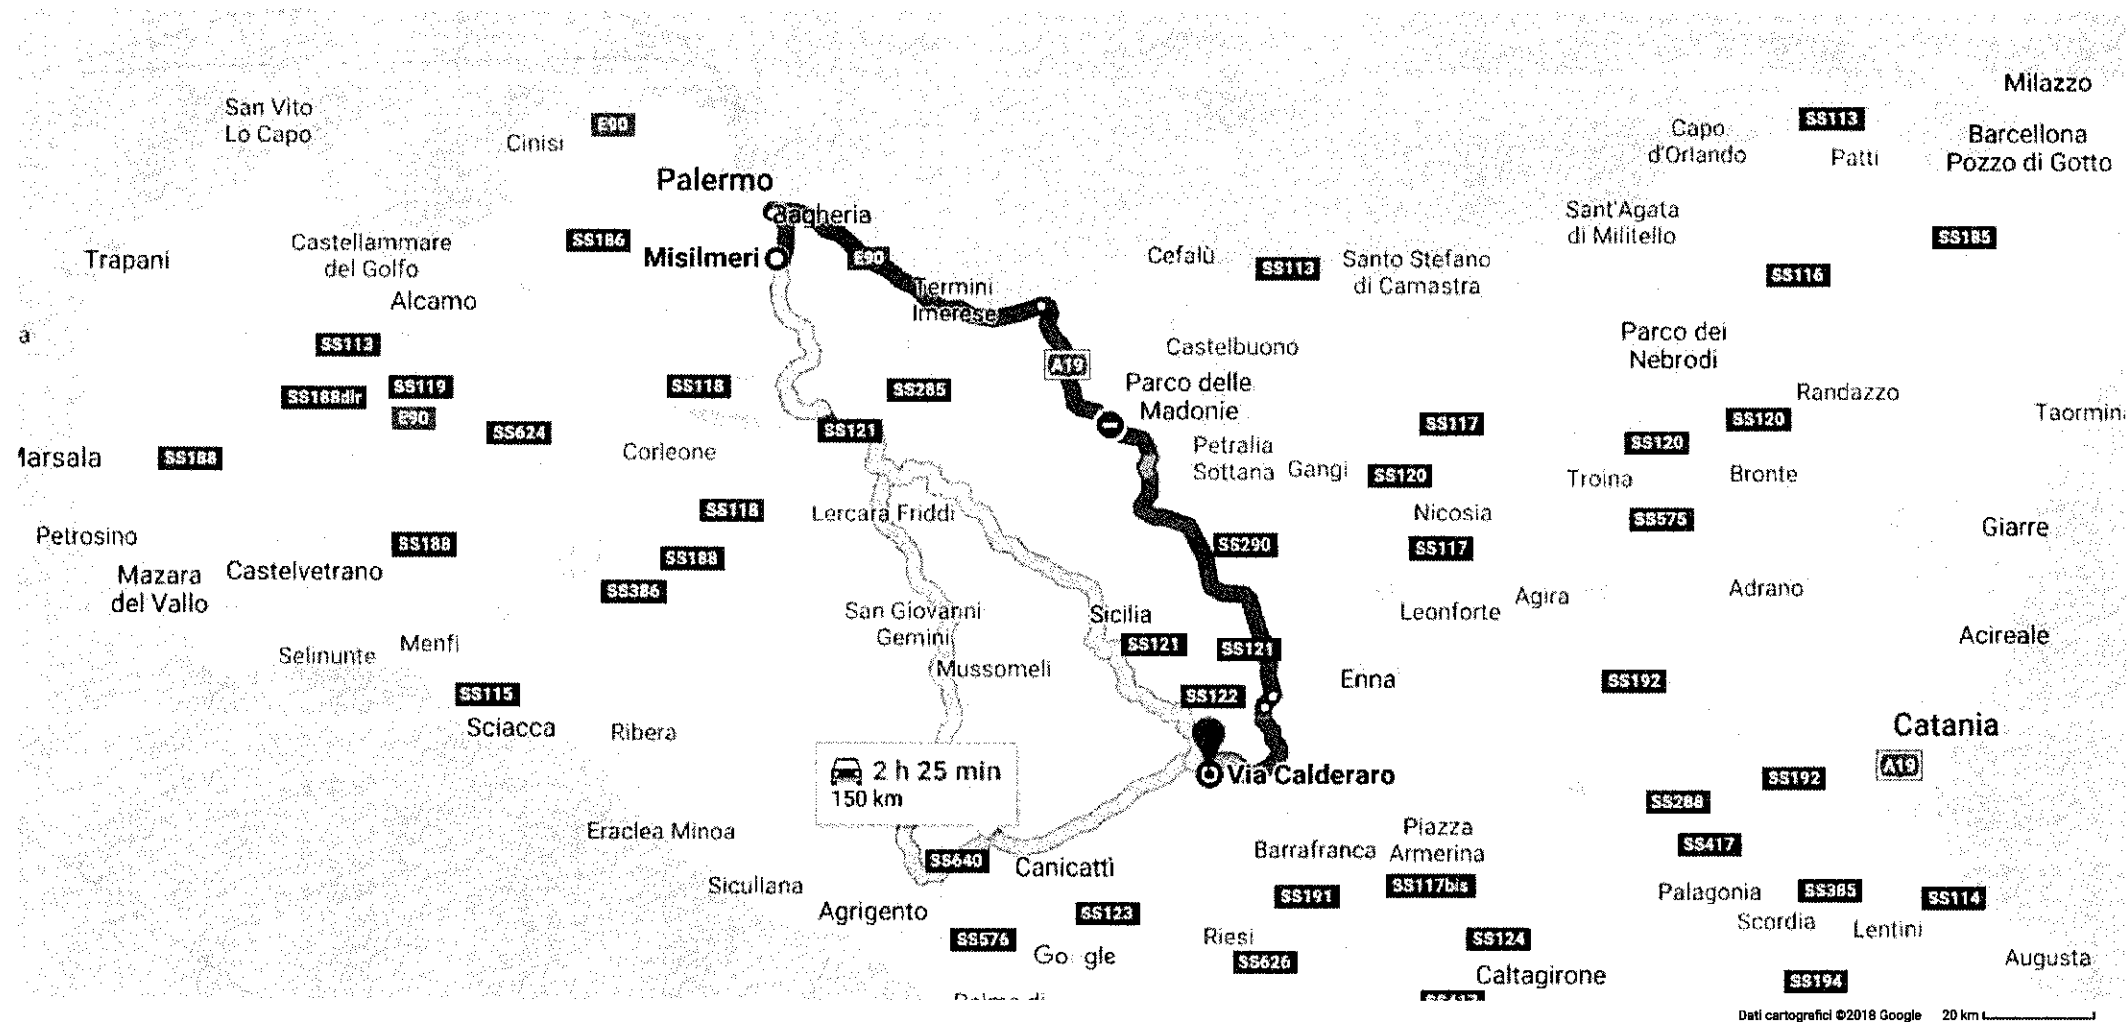 Milazzo
San Vito
Lo Capo
Cinisi
E90
Capo
d'Orlando
SS113
Patti
Barcellona
Pozzo di Gotto
Palermo
Bagheria
Sant'Agata
di Militello
SS185
Trapani
Castellammare
del Golfo
SS186
Misilmeri
E90
Cefalù
SS113
Santo Stefano
di Camastra
SS116
Alcamo
Termini
Imerese
a
SS113
A19
Castelbuono
Parco dei
Nebrodi
SS188dir
SS119
E90
SS118
SS285
Parco delle
Madonie
Randazzo
Taormin
SS624
SS121
SS117
SS120
SS120
Marsala
SS188
Corleone
Petralia
Sottana
Gangi
SS120
Troina
Bronte
SS118
Lercara Friddi
Nicosia
SS575
Giarre
Petrosino
SS188
SS188
SS290
SS117
Mazara
del Vallo
Castelvetrano
SS386
San Giovanni
Gemini
Sicilia
Leonforte
Agira
Adrano
Selinunte
Menfi
Mussomeli
SS121
SS121
Acireale
SS115
SS122
Enna
SS192
Sciacca
Ribera
Catania
2 h 25 min
150 km
Via Calderaro
SS192
A19
SS288
Eraclea Minoa
Piazza
Armerina
Barrafranca
SS417
SS640
Canicattì
Siculiana
SS191
SS117bis
Palagonia
SS385
SS114
Agrigento
SS123
Scordia
Lentini
SS576
Google
Riesi
SS626
SS124
Caltagirone
Augusta
SS194
Palma di
SS417
Dati cartografici ©2018 Google
20 km